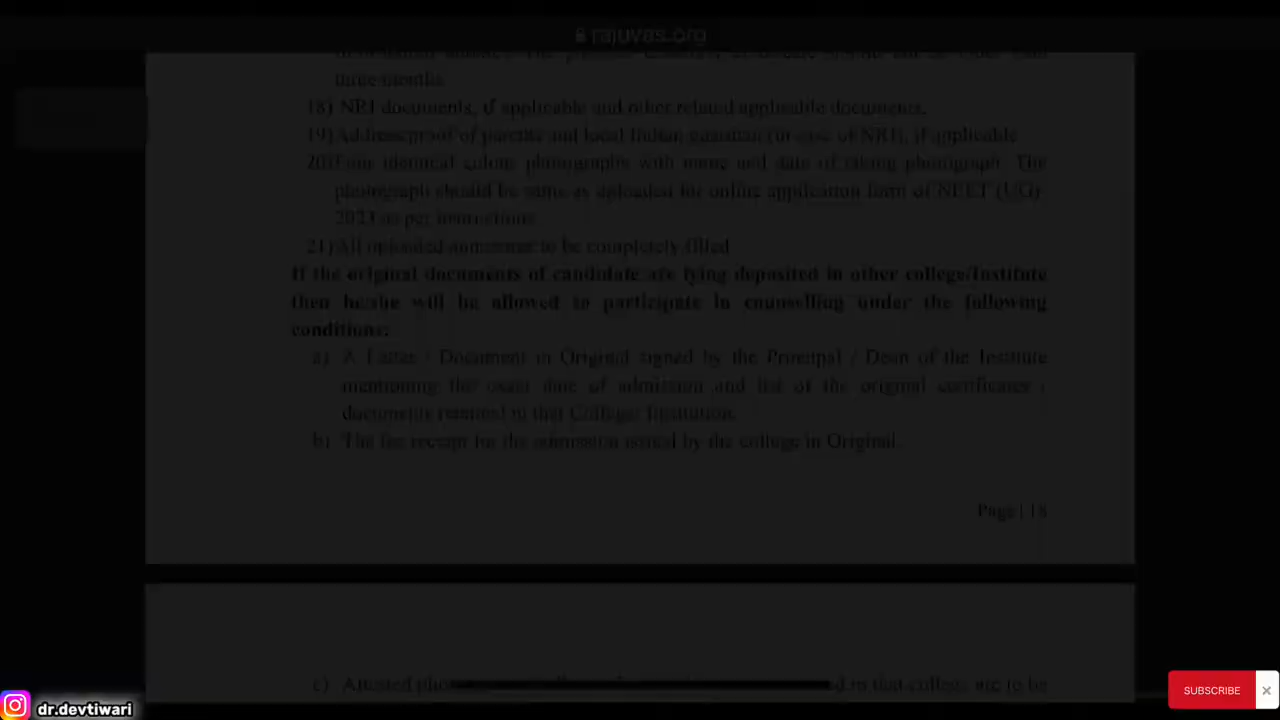 rajuvas.org
three months.
18) NRI documents, if applicable and other related applicable documents.
19) Address proof of parents and local Indian guardian (in case of NRI), if applicable
20) Four identical colour photographs with name and date of taking photograph. The
photograph should be same as uploaded for online application form of NEET (UG)-
2023 as per instructions.
21) All uploaded annexure to be completely filled
If the original documents of candidate are lying deposited in other college/Institute
then he/she will be allowed to participate in counselling under the following
conditions:
a) A Letter / Document in Original signed by the Principal / Dean of the Institute
mentioning the exact date of admission and list of the original certificates /
documents retained in that College/ Institution.
b) The fee receipt for the admission issued by the college in Original.
Page | 18
c) Attested in that college are to be
SUBSCRIBE
dr.devtiwari